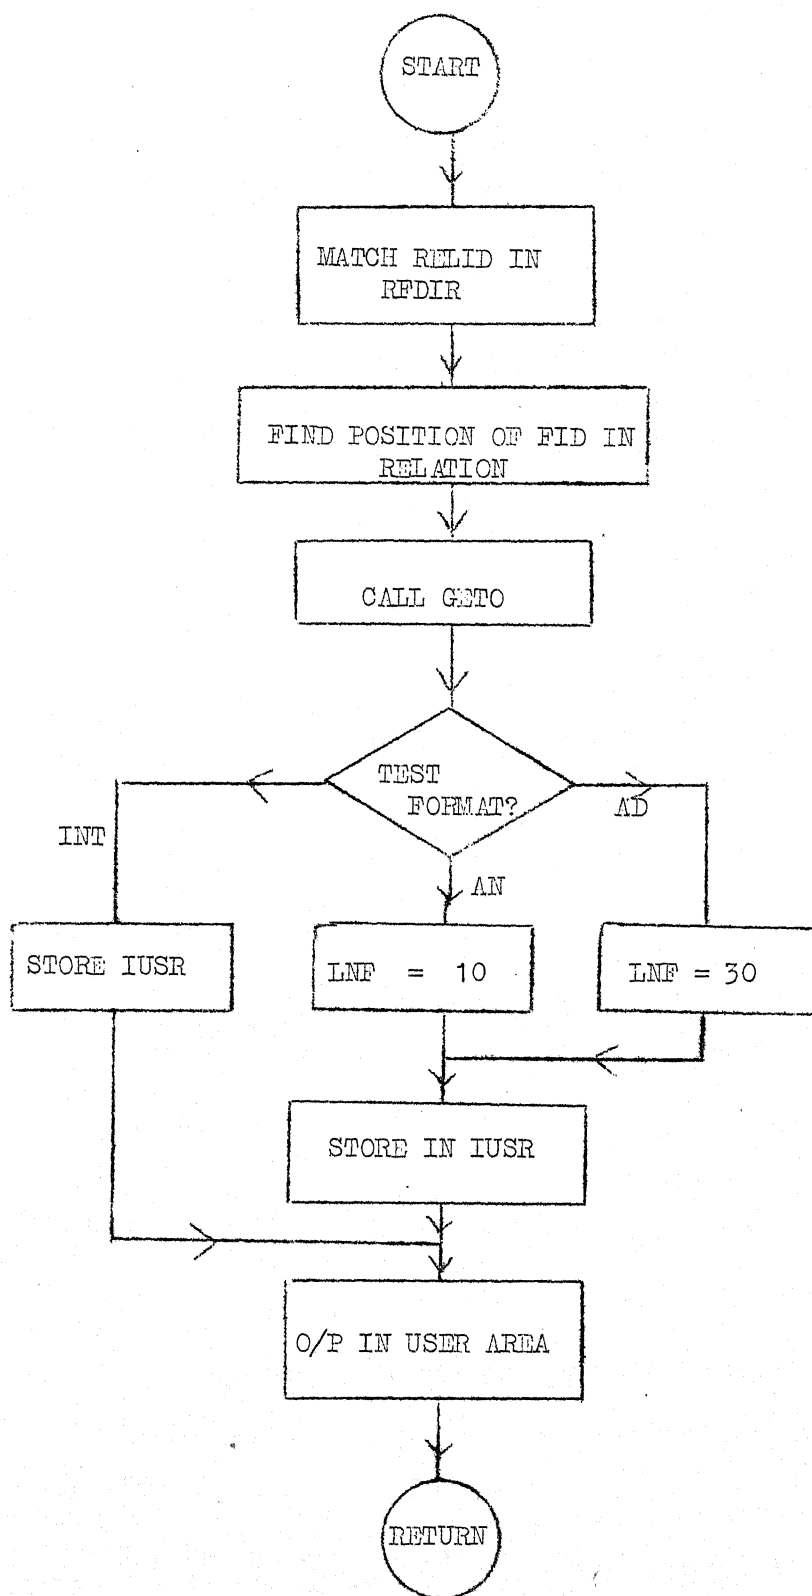 START
MATCH RELID IN
RFDIR
FIND POSITION OF FID IN
RELATION
CALL GETO
TEST
FORMAT?
INT
AD
AN
STORE IUSR
LNF = 10
LNF = 30
STORE IN IUSR
O/P IN USER AREA
RETURN